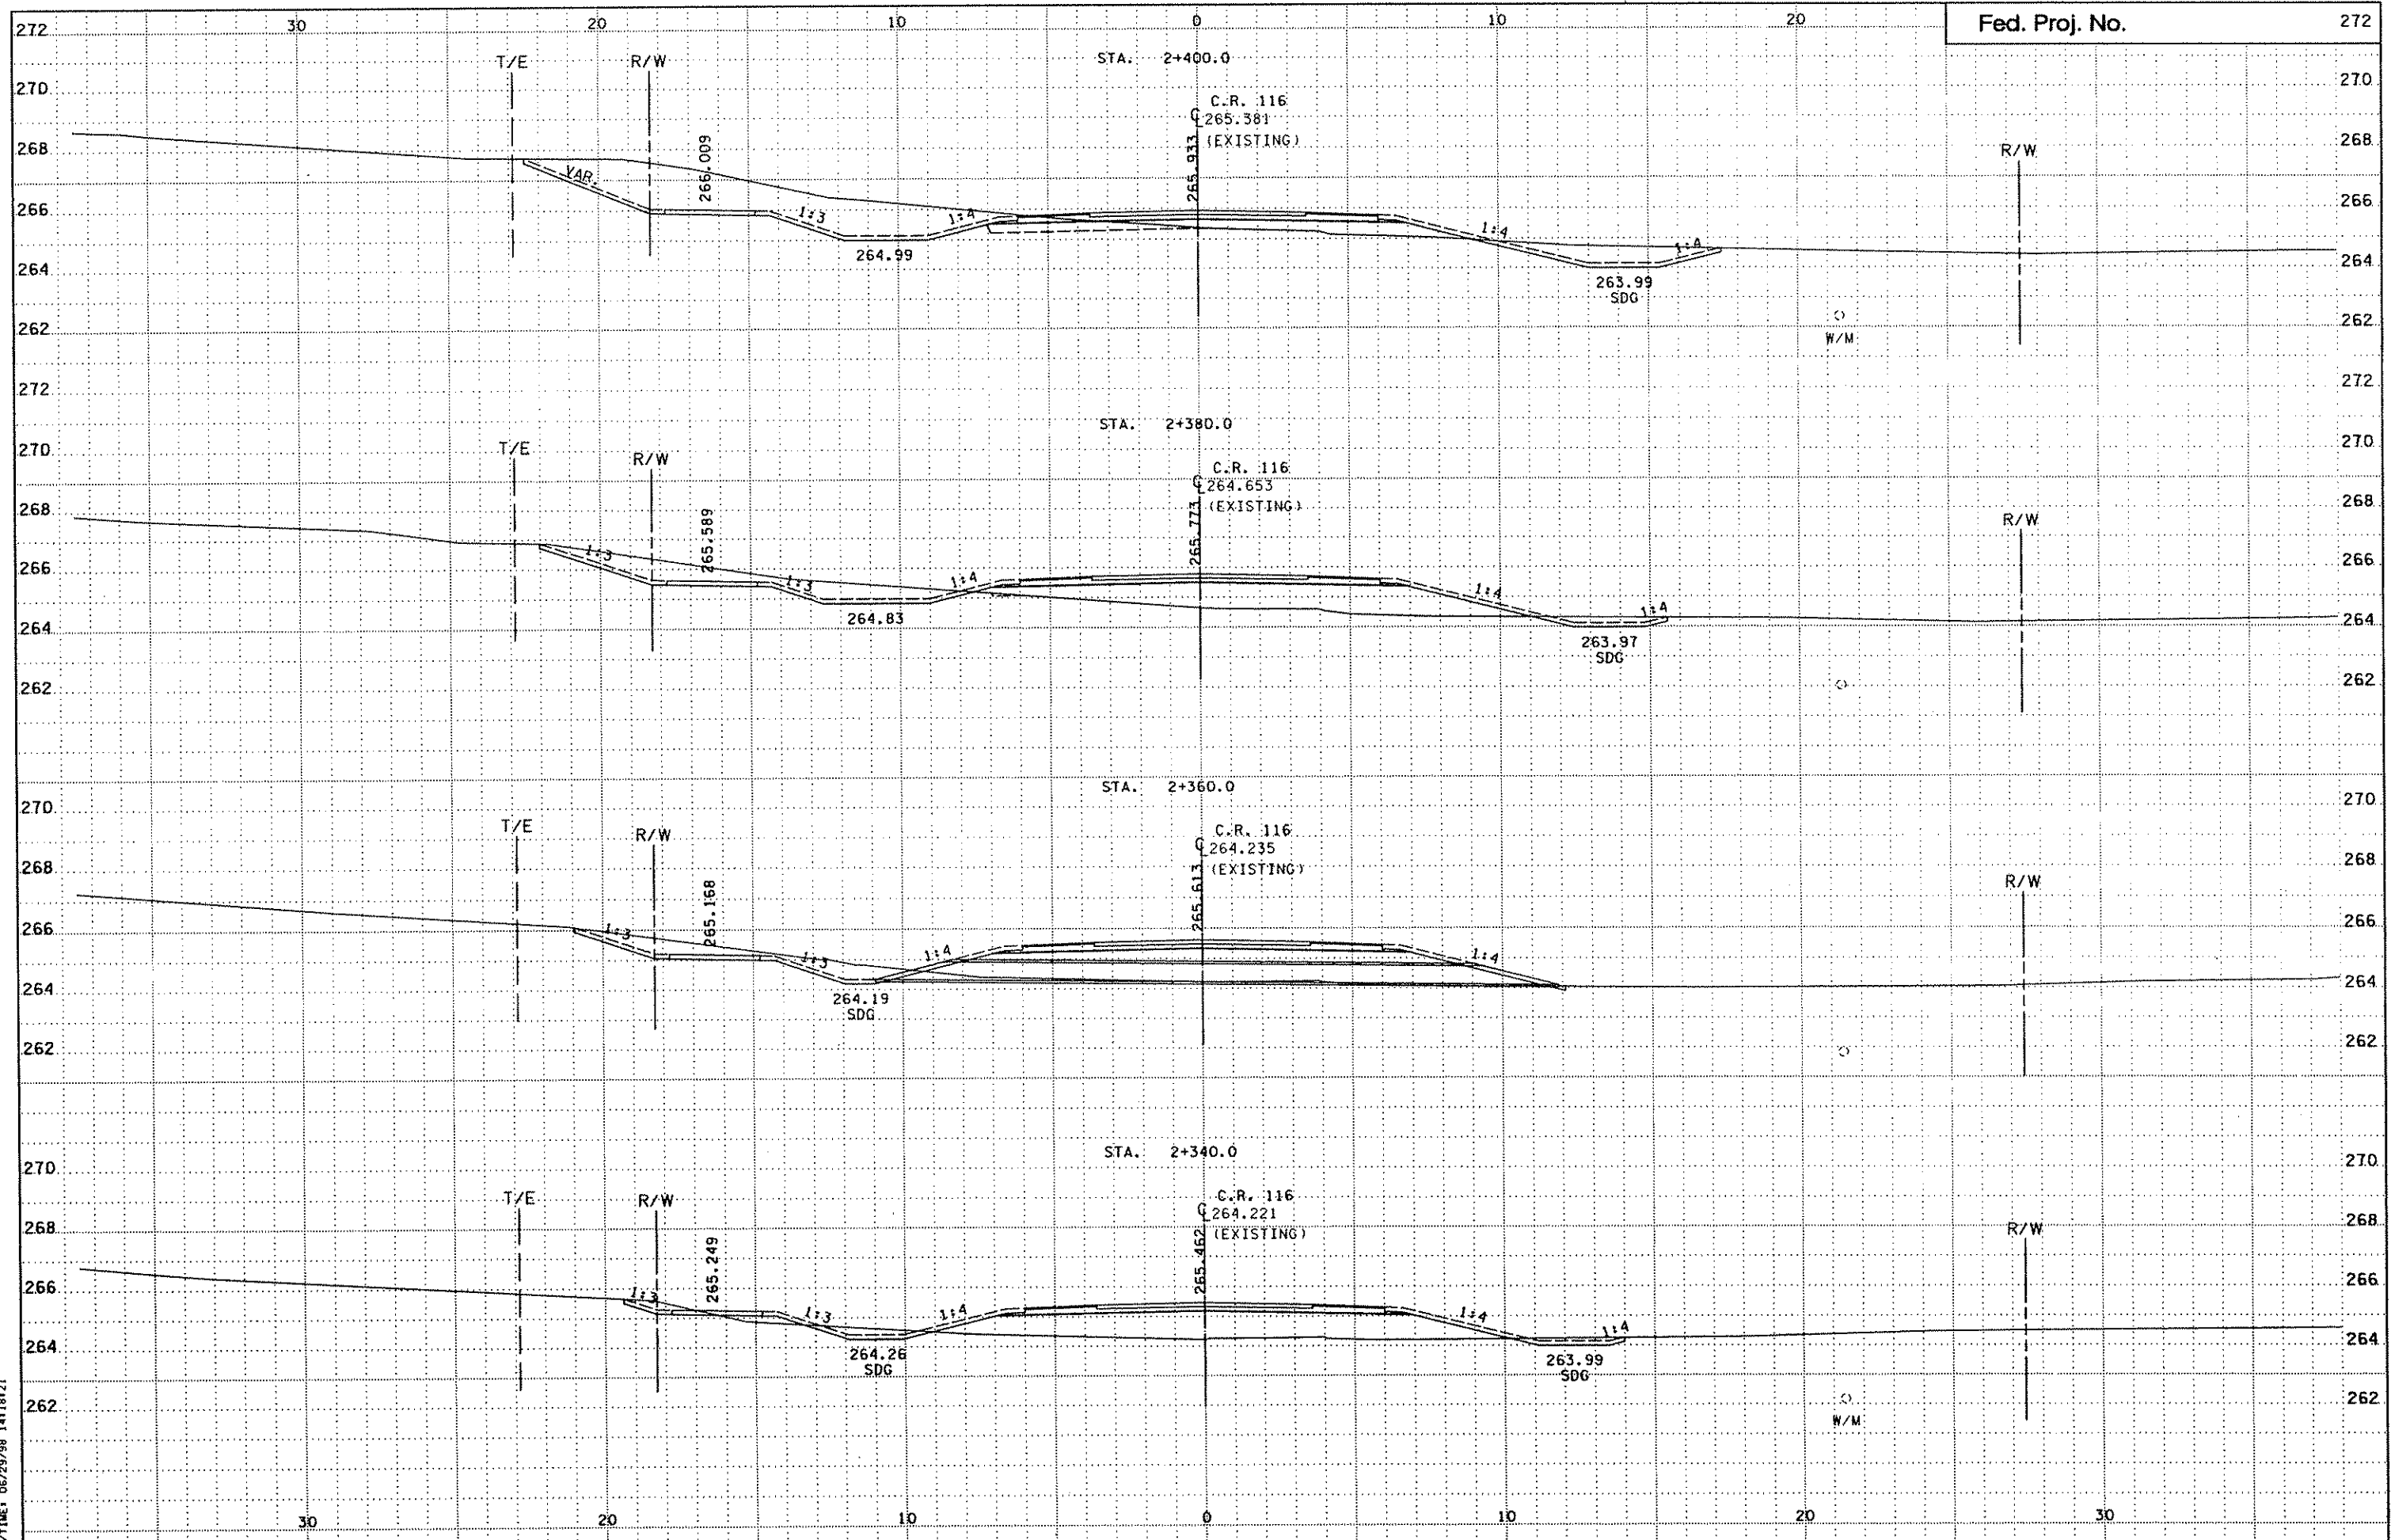 30 20 10 0 10 20
Fed. Proj. No.
272 272
STA. 2+400.0
T/E R/W
270 270
C.R. 116
℄ 265.381
(EXISTING)
265.933
266.009
268 268
R/W
VAR.
1:3
1:4
1:4
1:4
266 266
264.99
264 264
263.99
SDG
262 262
W/M
272 272
STA. 2+380.0
270 270
T/E R/W
C.R. 116
℄ 264.653
(EXISTING)
265.773
265.589
268 268
R/W
1:3
1:3
1:4
1:4
1:4
266 266
264.83
264 264
263.97
SDG
262 262
STA. 2+360.0
270 270
T/E R/W
C.R. 116
℄ 264.235
(EXISTING)
265.613
265.168
268 268
R/W
1:3
1:3
1:4
1:4
266 266
264 264
264.19
SDG
262 262
STA. 2+340.0
270 270
T/E R/W
C.R. 116
℄ 264.221
(EXISTING)
265.462
265.249
268 268
R/W
1:3
1:3
1:4
1:4
1:4
266 266
264 264
264.26
SDG
263.99
SDG
262 262
W/M
30 20 10 0 10 20 30
/TIME: 06/29/98 14:18:21